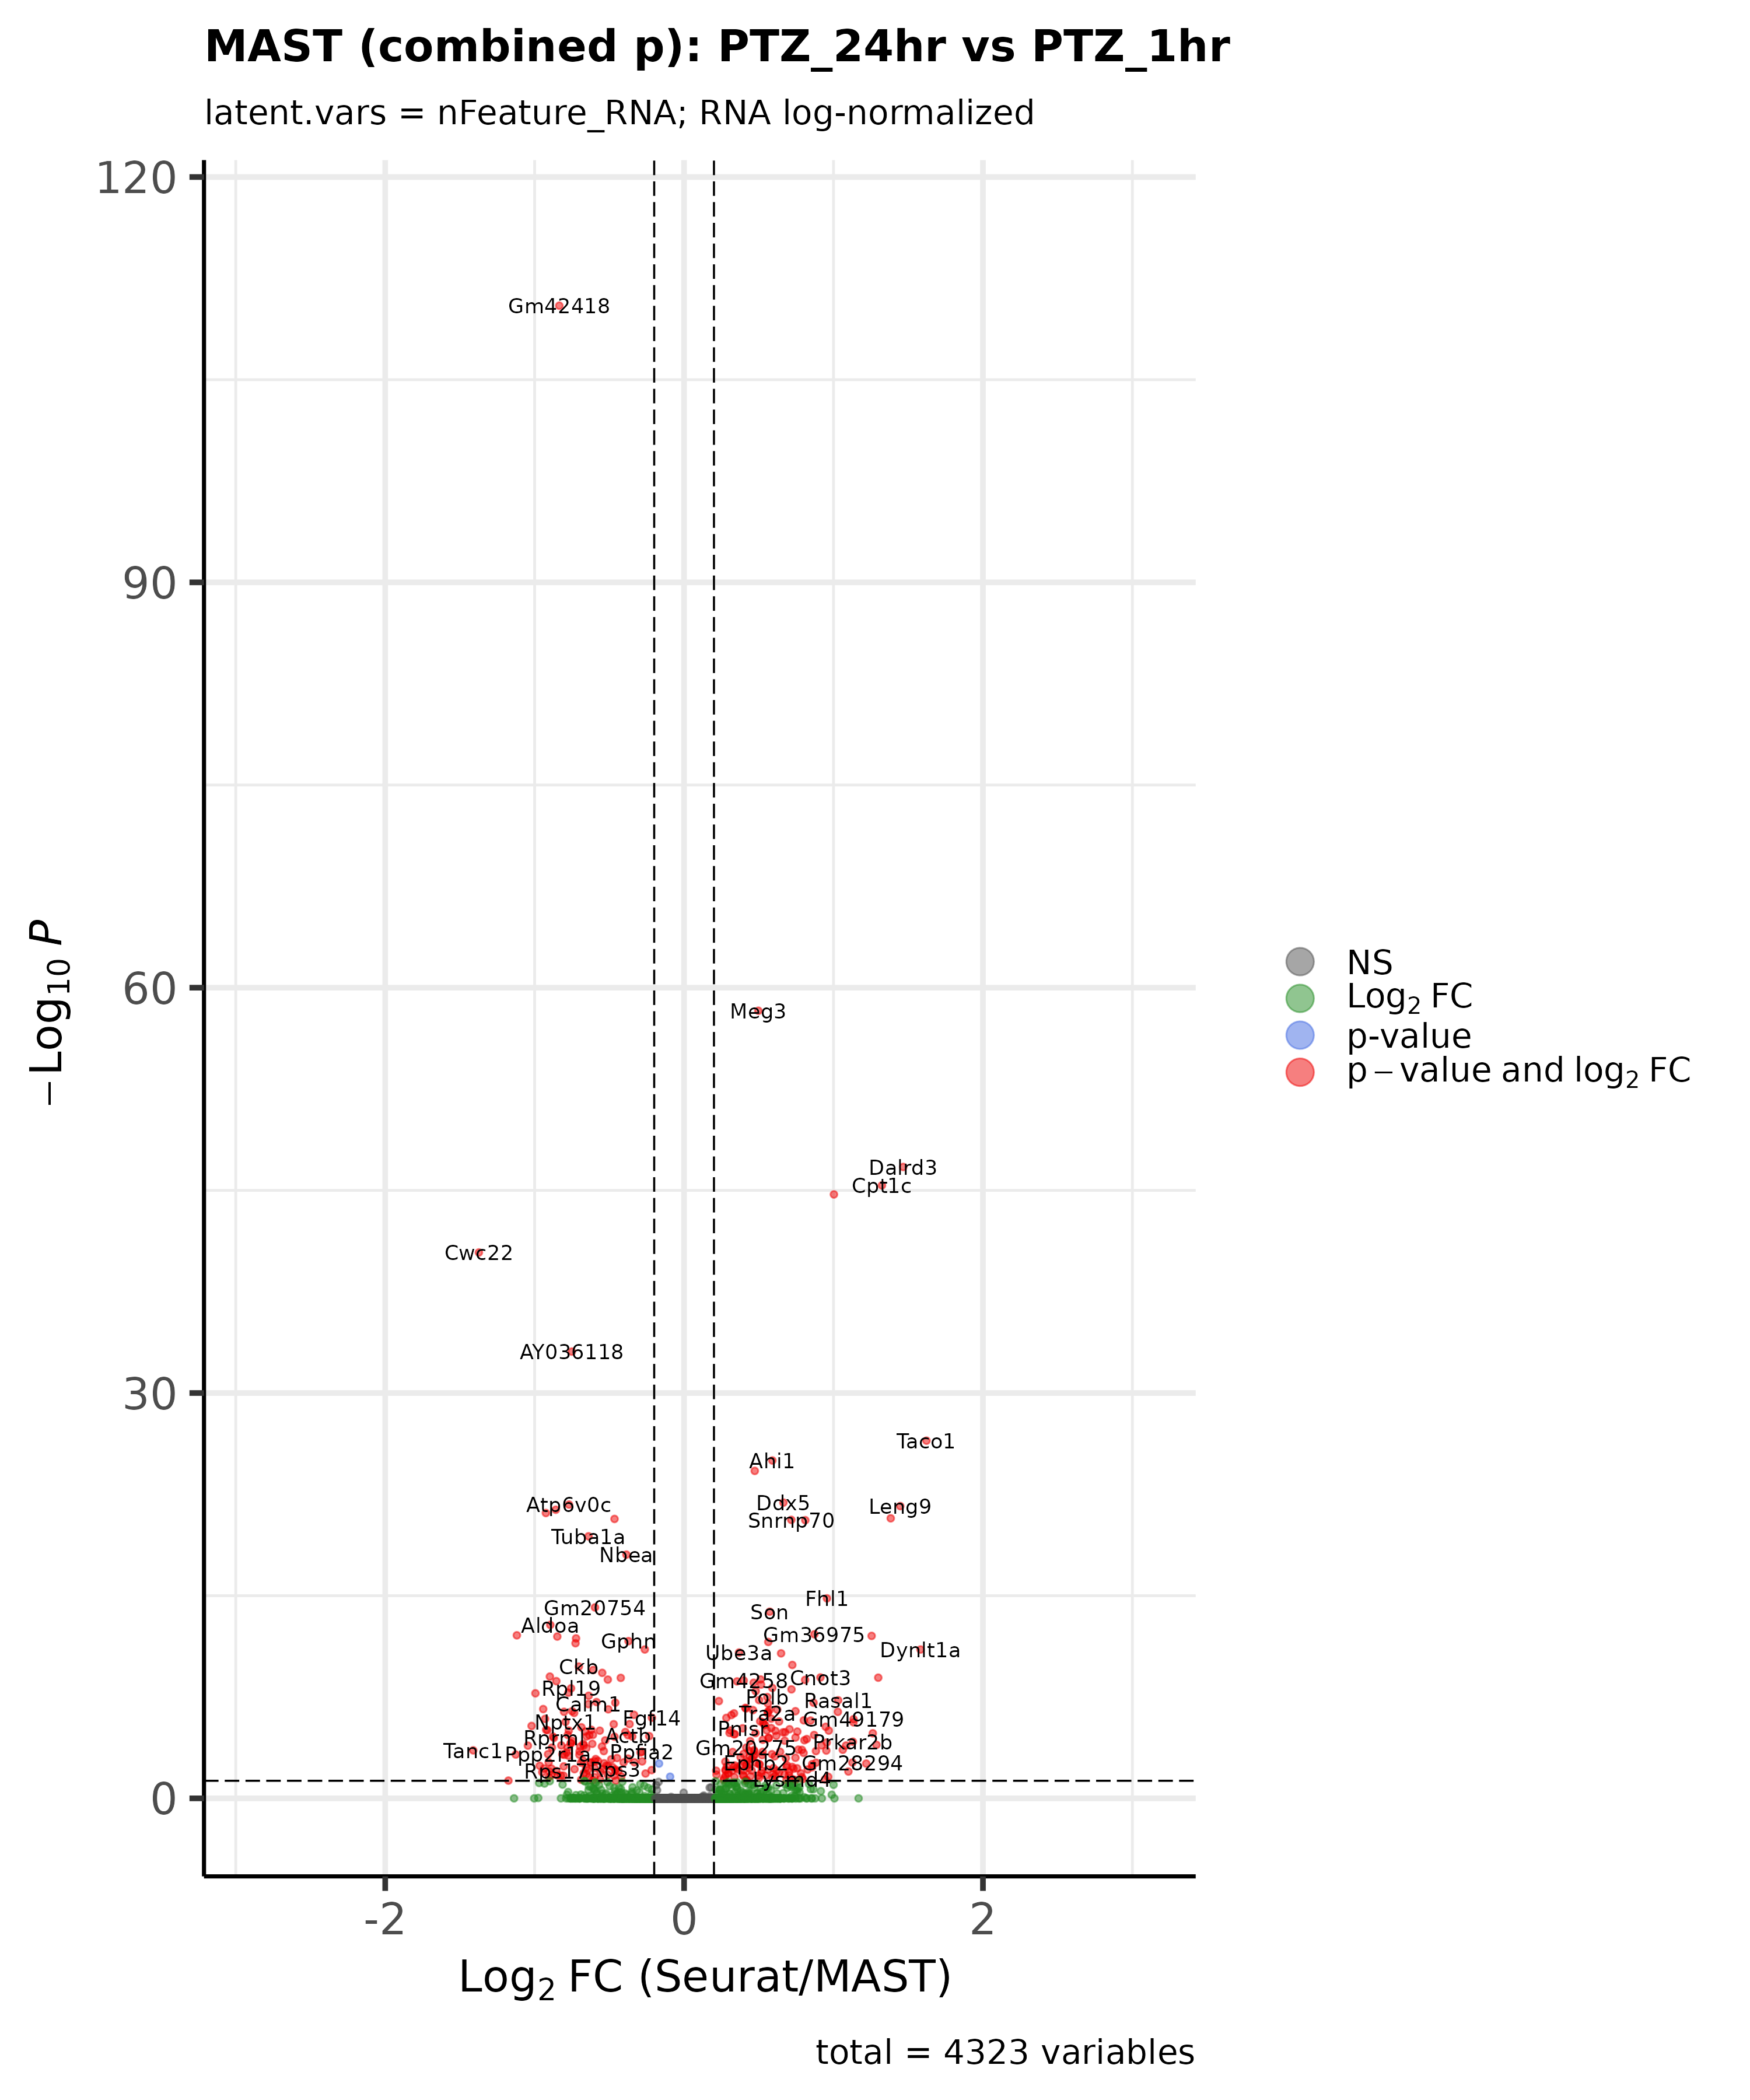 MAST (combined p): PTZ_24hr vs PTZ_1hr
latent.vars = nFeature_RNA; RNA log-normalized
120
90
60
30
0
−Log10 P
Gm42418
Meg3
Dalrd3
Cpt1c
Cwc22
AY036118
Taco1
Ahi1
Atp6v0c
Ddx5
Leng9
Snrnp70
Tuba1a
Nbea
Fhl1
Gm20754
Son
Aldoa
Gm36975
Gphn
Ube3a
Dynlt1a
Ckb
Gm4258
Cnot3
Rpl19
Polb
Rasal1
Calm1
Tra2a
Nptx1
Fgf14
Gm49179
Pnisr
Rprml
Actb
Prkar2b
Gm20275
Tanc1
Ppp2r1a
Ppfia2
Ephb2
Gm28294
Rps17
Rps3
Lysmd4
-2
0
2
Log2 FC (Seurat/MAST)
NS
Log2 FC
p-value
p − value and log2 FC
total = 4323 variables